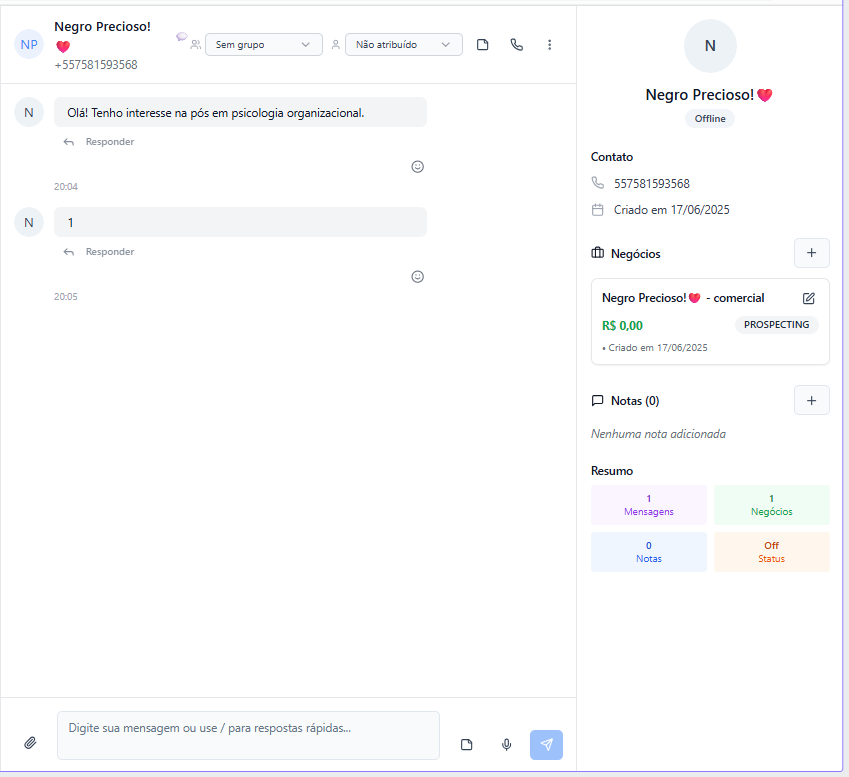 NP
Negro Precioso!
❤️
+557581593568
Sem grupo
Não atribuído
N
Olá! Tenho interesse na pós em psicologia organizacional.
Responder
20:04
N
1
Responder
20:05
Digite sua mensagem ou use / para respostas rápidas...
N
Negro Precioso!❤️
Offline
Contato
557581593568
Criado em 17/06/2025
Negócios
+
Negro Precioso!❤️ - comercial
R$ 0,00
PROSPECTING
• Criado em 17/06/2025
Notas (0)
+
Nenhuma nota adicionada
Resumo
1
Mensagens
1
Negócios
0
Notas
Off
Status